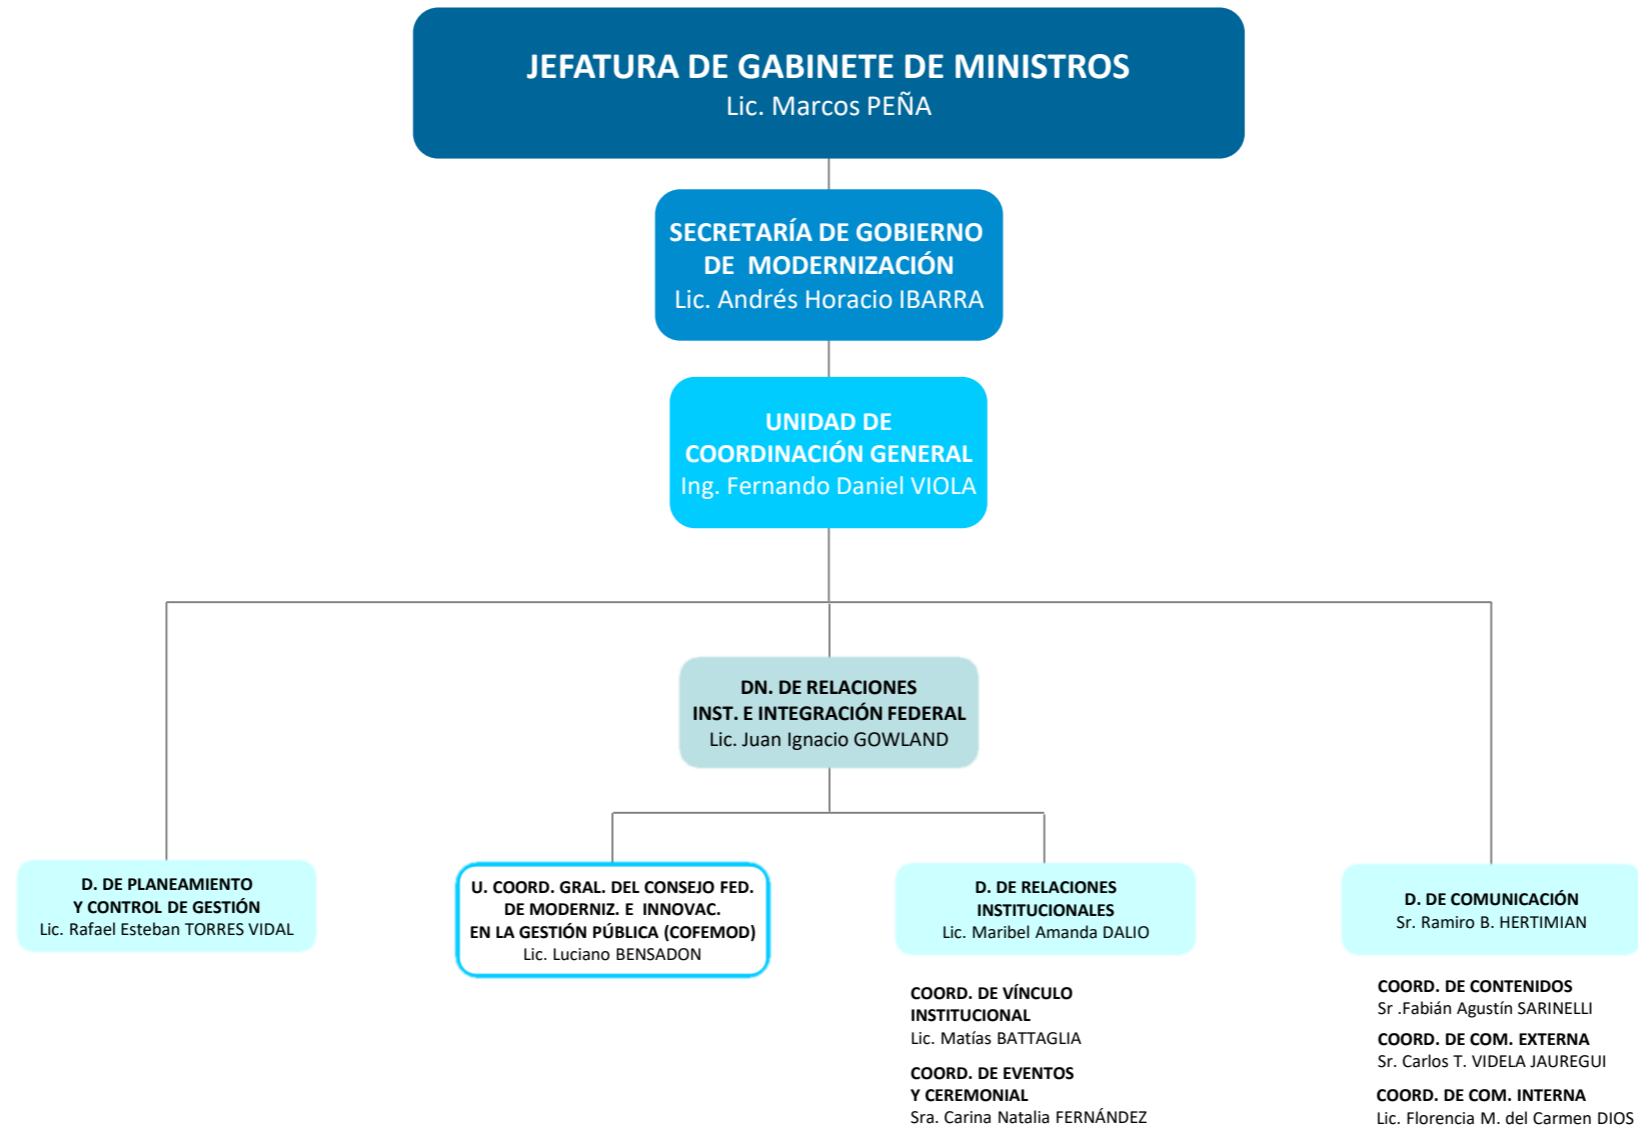 JEFATURA DE GABINETE DE MINISTROS
Lic. Marcos PEÑA
SECRETARÍA DE GOBIERNO
DE MODERNIZACIÓN
Lic. Andrés Horacio IBARRA
UNIDAD DE
COORDINACIÓN GENERAL
Ing. Fernando Daniel VIOLA
DN. DE RELACIONES
INST. E INTEGRACIÓN FEDERAL
Lic. Juan Ignacio GOWLAND
D. DE PLANEAMIENTO
Y CONTROL DE GESTIÓN
Lic. Rafael Esteban TORRES VIDAL
U. COORD. GRAL. DEL CONSEJO FED.
DE MODERNIZ. E INNOVAC.
EN LA GESTIÓN PÚBLICA (COFEMOD)
Lic. Luciano BENSADON
D. DE RELACIONES
INSTITUCIONALES
Lic. Maribel Amanda DALIO
COORD. DE VÍNCULO
INSTITUCIONAL
Lic. Matías BATTAGLIA
COORD. DE EVENTOS
Y CEREMONIAL
Sra. Carina Natalia FERNÁNDEZ
D. DE COMUNICACIÓN
Sr. Ramiro B. HERTIMIAN
COORD. DE CONTENIDOS
Sr .Fabián Agustín SARINELLI
COORD. DE COM. EXTERNA
Sr. Carlos T. VIDELA JAUREGUI
COORD. DE COM. INTERNA
Lic. Florencia M. del Carmen DIOS